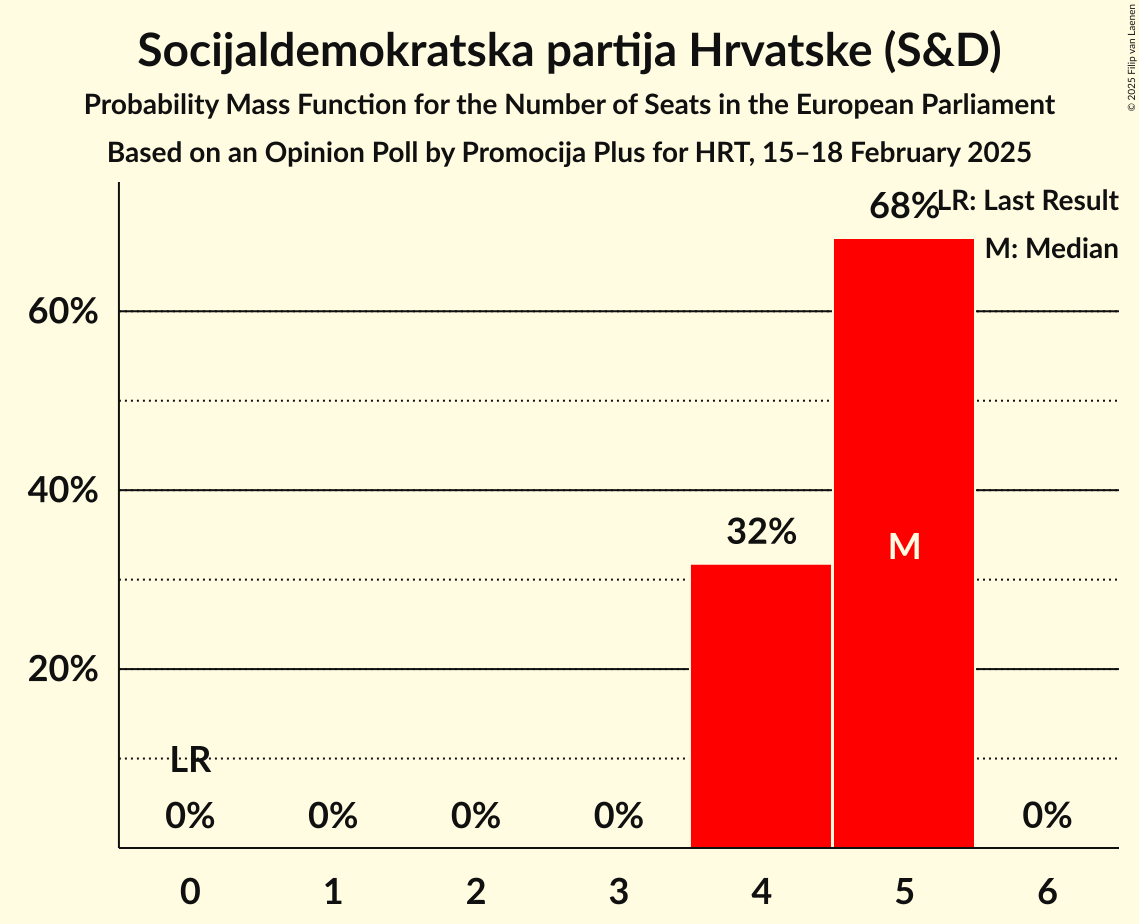 Socijaldemokratska partija Hrvatske (S&D)
Probability Mass Function for the Number of Seats in the European Parliament
Based on an Opinion Poll by Promocija Plus for HRT, 15–18 February 2025
© 2025 Filip van Laenen
LR: Last Result
M: Median
68%
60%
40%
32%
M
20%
LR
0% 0% 0% 0% 0%
0 1 2 3 4 5 6